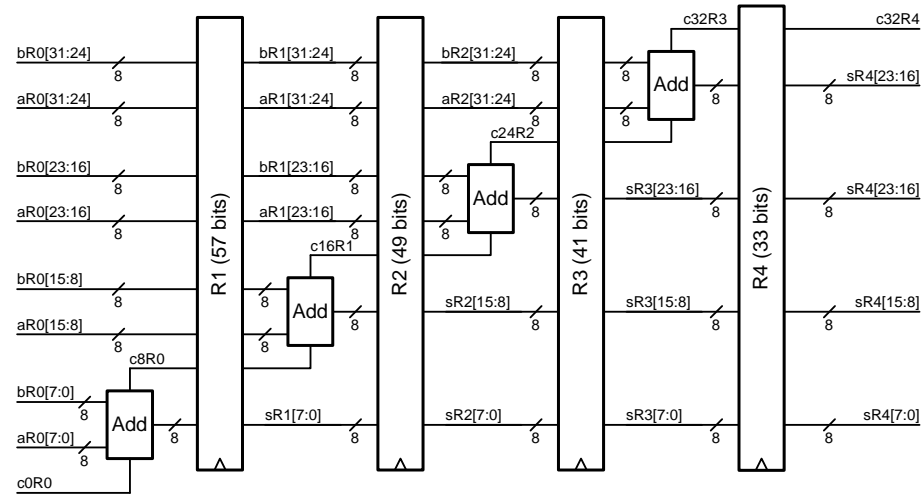 c32R3
c32R4
bR0[31:24]
8
bR1[31:24]
8
bR2[31:24]
8
8
Add
8
sR4[23:16]
8
aR0[31:24]
8
aR1[31:24]
8
aR2[31:24]
8
8
c24R2
bR0[23:16]
8
bR1[23:16]
8
8
Add
8
sR3[23:16]
8
sR4[23:16]
8
aR0[23:16]
8
aR1[23:16]
8
8
c16R1
R1 (57 bits)
R2 (49 bits)
R3 (41 bits)
R4 (33 bits)
bR0[15:8]
8
8
Add
8
sR2[15:8]
8
sR3[15:8]
8
sR4[15:8]
8
aR0[15:8]
8
8
c8R0
bR0[7:0]
8
Add
8
sR1[7:0]
8
sR2[7:0]
8
sR3[7:0]
8
sR4[7:0]
8
aR0[7:0]
8
c0R0